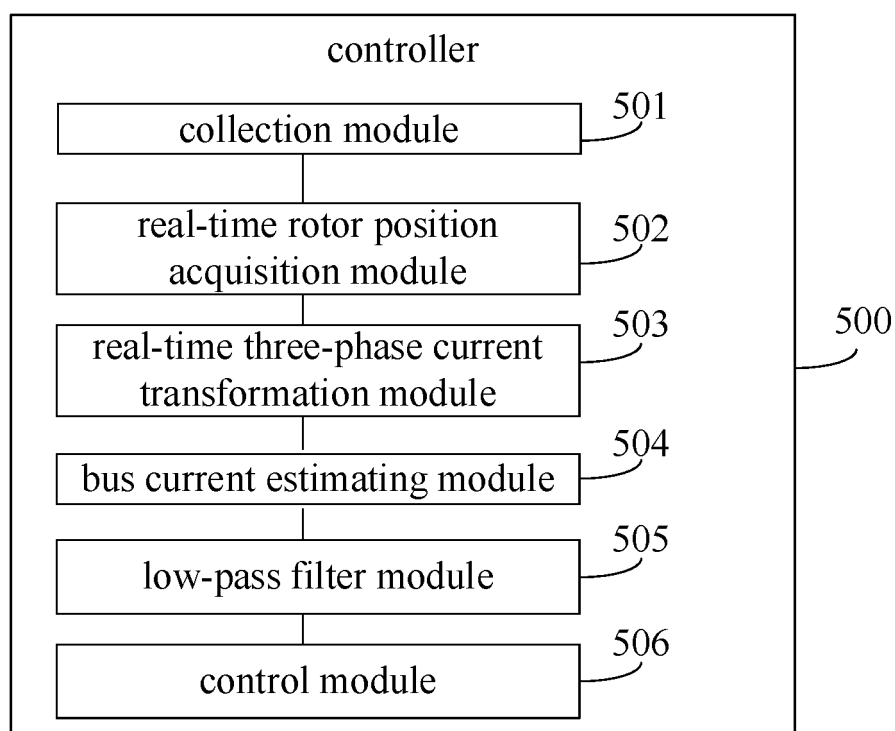 controller
501
collection module
502
real-time rotor position
acquisition module
503
real-time three-phase current
transformation module
500
504
bus current estimating module
505
low-pass filter module
506
control module